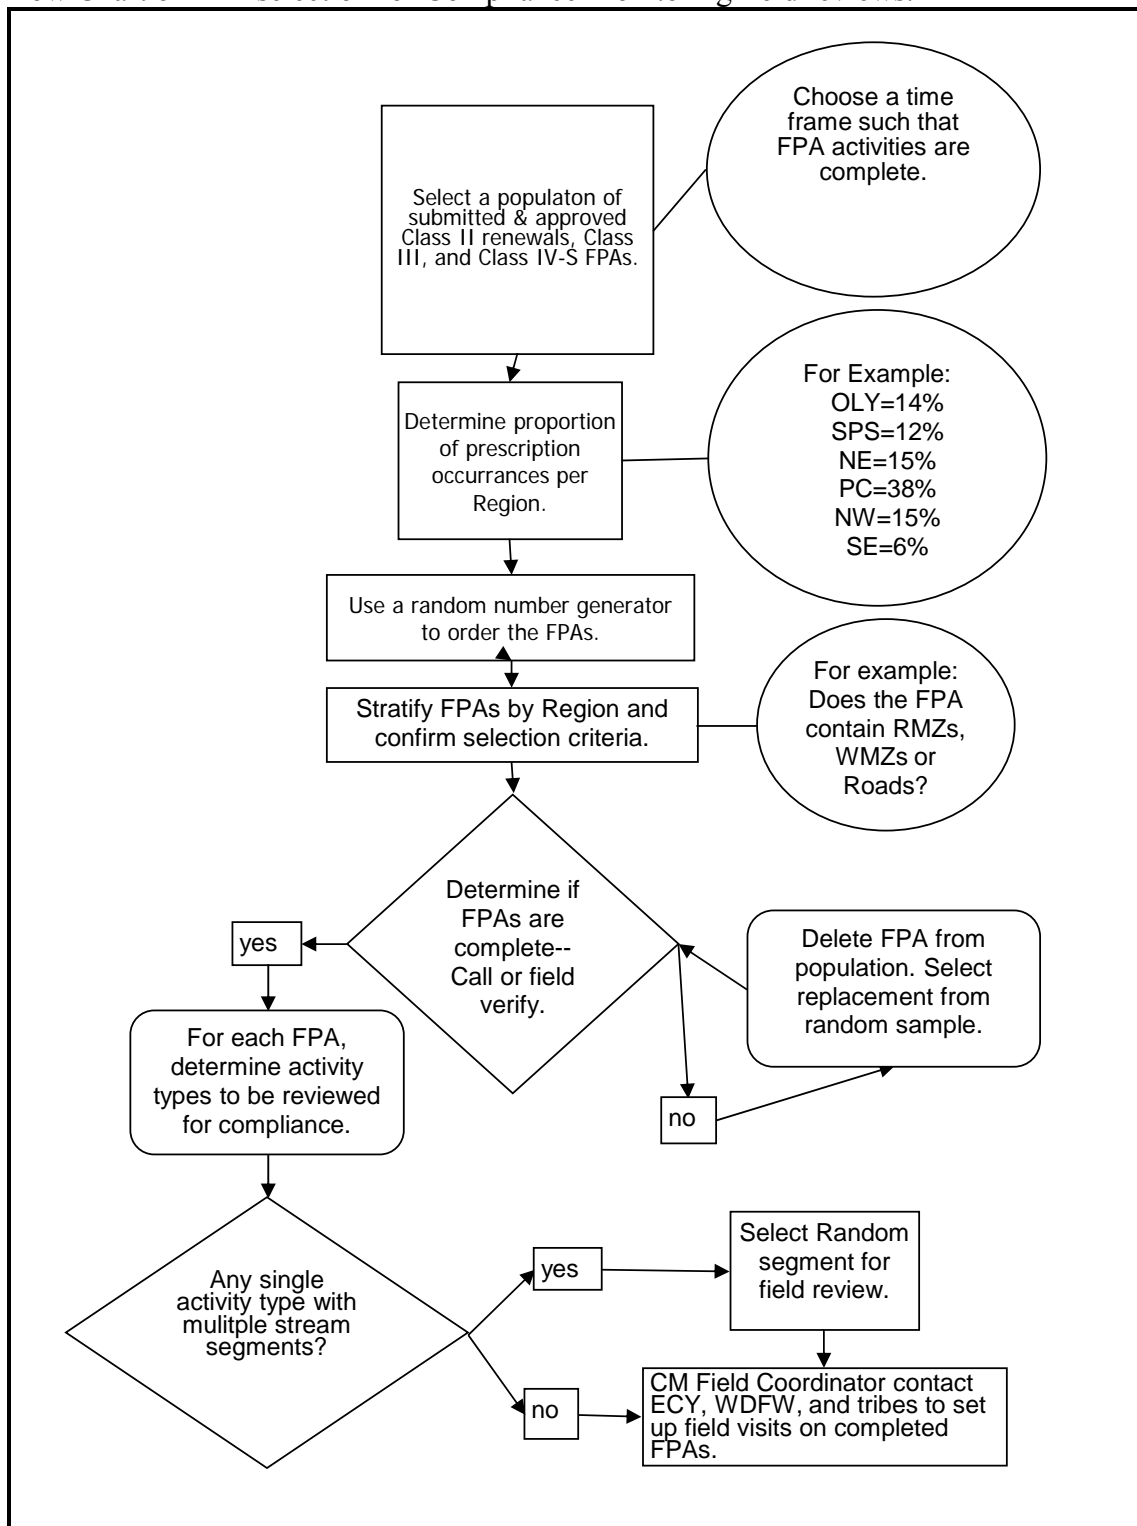 Select a populaton of
submitted & approved
Class II renewals, Class
III, and Class IV-S FPAs.
Choose a time
frame such that
FPA activities are
complete.
Determine proportion
of prescription
occurrances per
Region.
For Example:
OLY=14%
SPS=12%
NE=15%
PC=38%
NW=15%
SE=6%
Use a random number generator
to order the FPAs.
Stratify FPAs by Region and
confirm selection criteria.
For example:
Does the FPA
contain RMZs,
WMZs or
Roads?
Determine if
FPAs are
complete--
Call or field
verify.
yes
no
Delete FPA from
population. Select
replacement from
random sample.
For each FPA,
determine activity
types to be reviewed
for compliance.
Any single
activity type with
mulitple stream
segments?
yes
Select Random
segment for
field review.
no
CM Field Coordinator contact
ECY, WDFW, and tribes to set
up field visits on completed
FPAs.